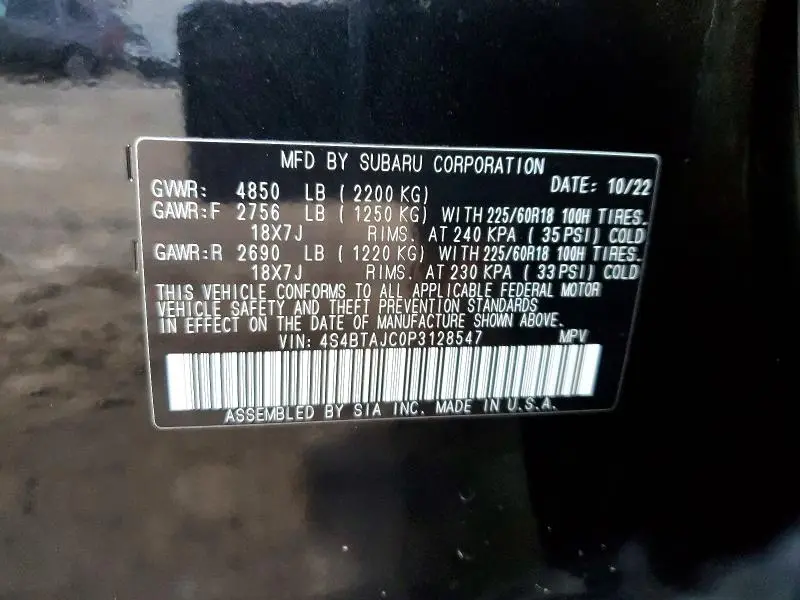 MFD BY SUBARU CORPORATION
DATE: 10/22
GVWR: 4850 LB (2200 KG)
GAWR:F 2756 LB (1250 KG) WITH 225/60R18 100H TIRES.
18X7J RIMS. AT 240 KPA (35 PSI) COLD
GAWR:R 2690 LB (1220 KG) WITH 225/60R18 100H TIRES.
18X7J RIMS. AT 230 KPA (33 PSI) COLD
THIS VEHICLE CONFORMS TO ALL APPLICABLE FEDERAL MOTOR
VEHICLE SAFETY AND THEFT PREVENTION STANDARDS
IN EFFECT ON THE DATE OF MANUFACTURE SHOWN ABOVE.
VIN: 4S4BTAJC0P3128547 MPV
ASSEMBLED BY SIA INC. MADE IN U.S.A.